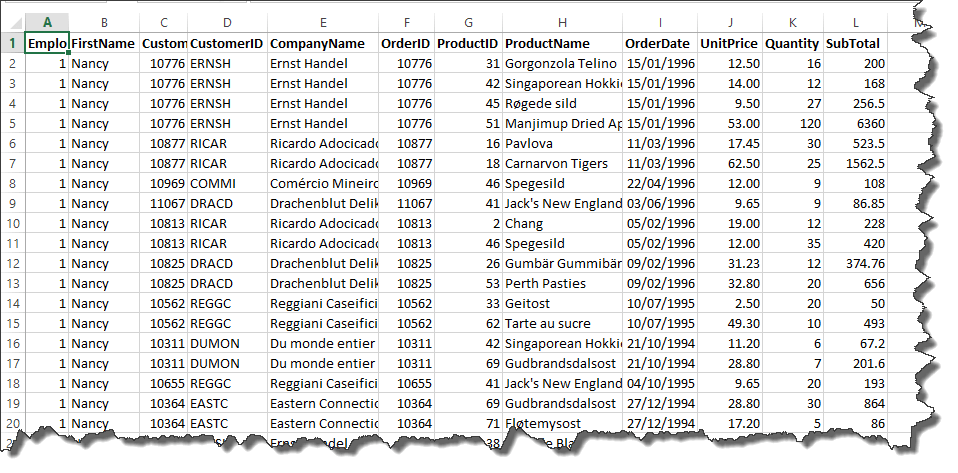 A B C D E F G H I J K L
1 Emplo FirstName Custom CustomerID CompanyName OrderID ProductID ProductName OrderDate UnitPrice Quantity SubTotal
2 1 Nancy 10776 ERNSH Ernst Handel 10776 31 Gorgonzola Telino 15/01/1996 12.50 16 200
3 1 Nancy 10776 ERNSH Ernst Handel 10776 42 Singaporean Hokki 15/01/1996 14.00 12 168
4 1 Nancy 10776 ERNSH Ernst Handel 10776 45 Røgede sild 15/01/1996 9.50 27 256.5
5 1 Nancy 10776 ERNSH Ernst Handel 10776 51 Manjimup Dried Ap 15/01/1996 53.00 120 6360
6 1 Nancy 10877 RICAR Ricardo Adocicado 10877 16 Pavlova 11/03/1996 17.45 30 523.5
7 1 Nancy 10877 RICAR Ricardo Adocicado 10877 18 Carnarvon Tigers 11/03/1996 62.50 25 1562.5
8 1 Nancy 10969 COMMI Comércio Mineiro 10969 46 Spegesild 22/04/1996 12.00 9 108
9 1 Nancy 11067 DRACD Drachenblut Delik 11067 41 Jack's New England 03/06/1996 9.65 9 86.85
10 1 Nancy 10813 RICAR Ricardo Adocicado 10813 2 Chang 05/02/1996 19.00 12 228
11 1 Nancy 10813 RICAR Ricardo Adocicado 10813 46 Spegesild 05/02/1996 12.00 35 420
12 1 Nancy 10825 DRACD Drachenblut Delik 10825 26 Gumbär Gummibär 09/02/1996 31.23 12 374.76
13 1 Nancy 10825 DRACD Drachenblut Delik 10825 53 Perth Pasties 09/02/1996 32.80 20 656
14 1 Nancy 10562 REGGC Reggiani Caseifici 10562 33 Geitost 10/07/1995 2.50 20 50
15 1 Nancy 10562 REGGC Reggiani Caseifici 10562 62 Tarte au sucre 10/07/1995 49.30 10 493
16 1 Nancy 10311 DUMON Du monde entier 10311 42 Singaporean Hokki 21/10/1994 11.20 6 67.2
17 1 Nancy 10311 DUMON Du monde entier 10311 69 Gudbrandsdalsost 21/10/1994 28.80 7 201.6
18 1 Nancy 10655 REGGC Reggiani Caseifici 10655 41 Jack's New England 04/10/1995 9.65 20 193
19 1 Nancy 10364 EASTC Eastern Connectio 10364 69 Gudbrandsdalsost 27/12/1994 28.80 30 864
20 1 Nancy 10364 EASTC Eastern Connectio 10364 71 Fløtemysost 27/12/1994 17.20 5 86